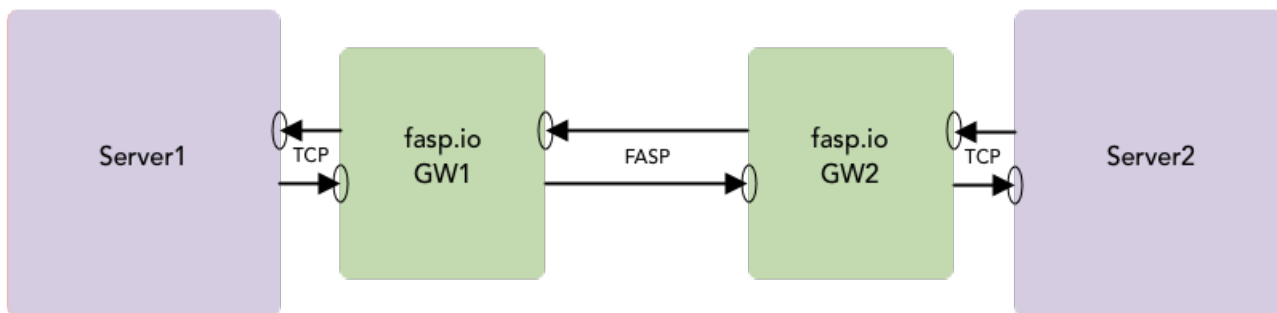 Server1
TCP
fasp.io
GW1
FASP
fasp.io
GW2
TCP
Server2